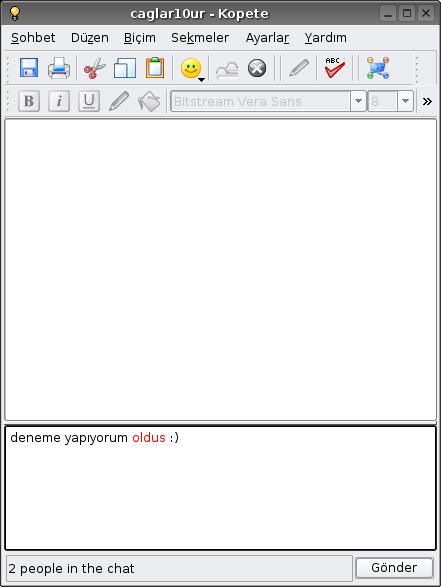 caglar10ur - Kopete
Sohbet Düzen Biçim Sekmeler Ayarlar Yardım
ABC
B i U Bitstream Vera Sans 8 »
deneme yapıyorum oldus :)
2 people in the chat Gönder